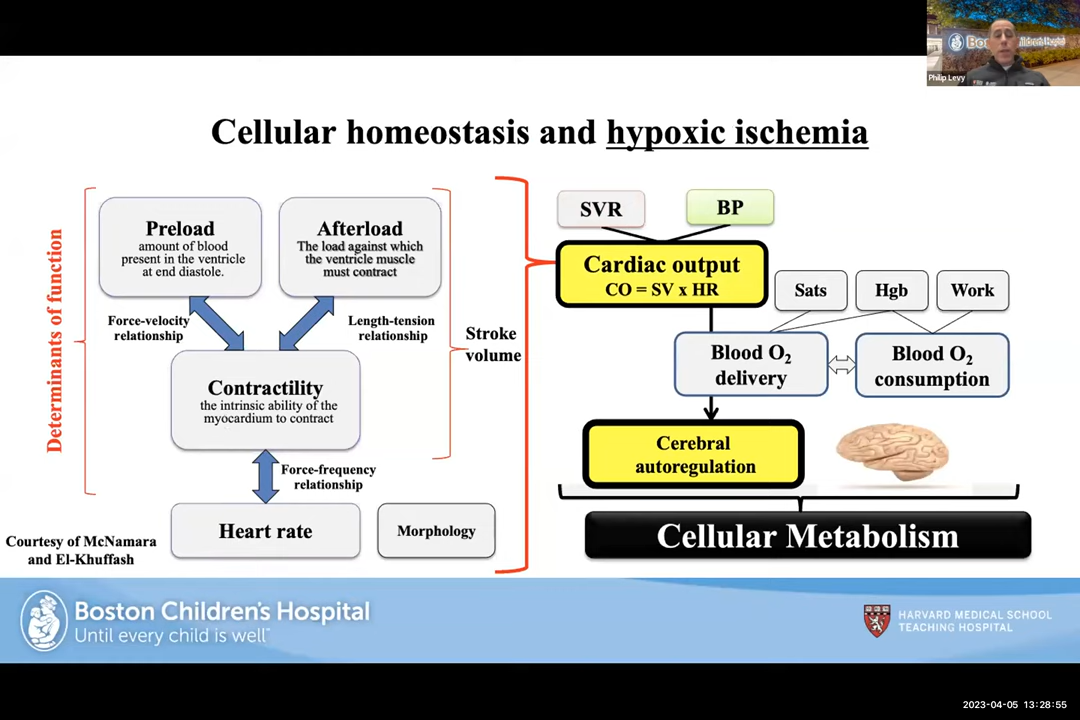 Boston Children's Hospital
Philip Levy
Cellular homeostasis and hypoxic ischemia
Determinants of function
Preload
amount of blood
present in the ventricle
at end diastole.
Afterload
The load against which
the ventricle muscle
must contract
Force-velocity
relationship
Length-tension
relationship
Contractility
the intrinsic ability of the
myocardium to contract
Force-frequency
relationship
Heart rate
Morphology
Stroke
volume
SVR
BP
Cardiac output
CO = SV x HR
Sats
Hgb
Work
Blood O₂
delivery
Blood O₂
consumption
Cerebral
autoregulation
Cellular Metabolism
Courtesy of McNamara
and El-Khuffash
Boston Children's Hospital
Until every child is well™
HARVARD MEDICAL SCHOOL
TEACHING HOSPITAL
2023-04-05 13:28:55